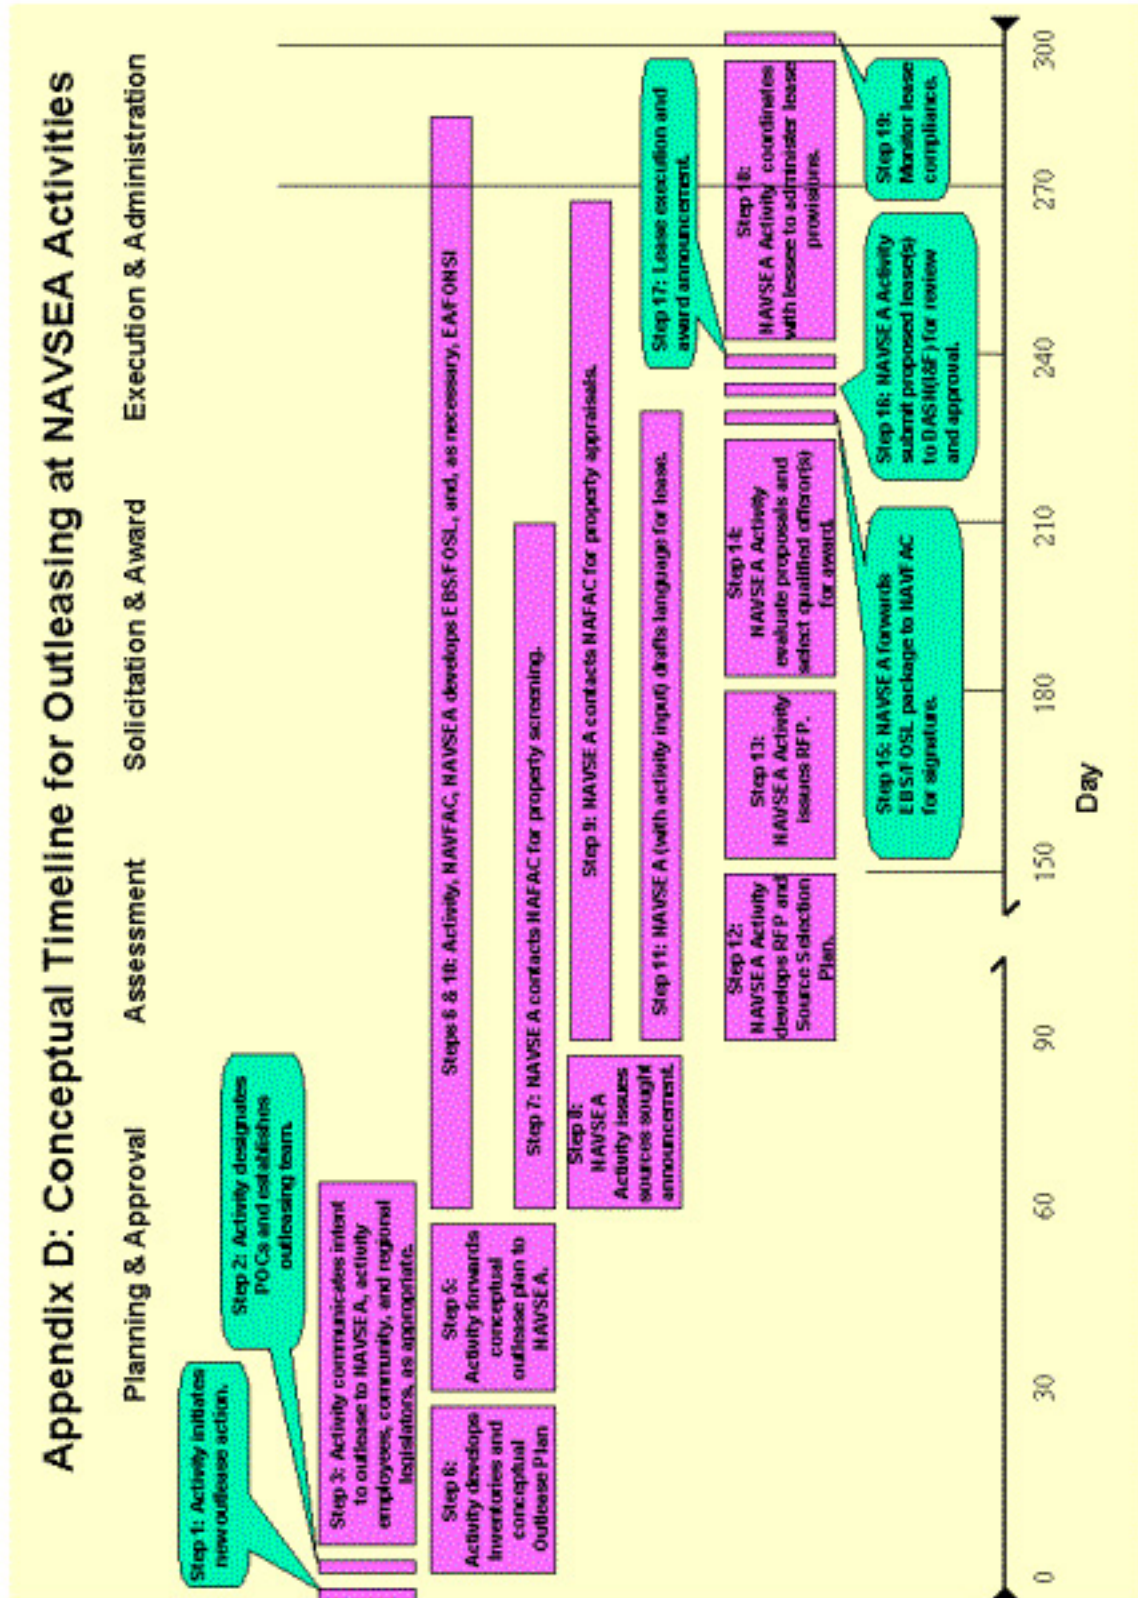 Appendix D: Conceptual Timeline for Outleasing at NAVSEA Activities
Planning & Approval
Assessment
Solicitation & Award
Execution & Administration
Step 1: Activity initiates
new outlease action.
Step 2: Activity designates
POCs and establishes
outleasing team.
Step 3: Activity communicates intent
to outlease to NAVSEA, activity
employees, community, and regional
legislators, as appropriate.
Step 6:
Activity develops
Inventories and
conceptual
Outlease Plan
Step 5:
Activity forwards
conceptual
outlease plan to
NAVSEA.
Steps 8 & 10: Activity, NAVFAC, NAVSEA develops EBS/FOSL, and, as necessary, EA/FONSI
Step 7: NAVSEA contacts NAFAC for property screening.
Step 8:
NAVSEA
Activity issues
sources sought
announcement.
Step 9: NAVSEA contacts NAFAC for property appraisals.
Step 11: NAVSEA (with activity input) drafts language for lease.
Step 17: Lease execution and
award announcement.
Step 12:
NAVSEA Activity
develops RFP and
Source Selection
Plan.
Step 13:
NAVSEA Activity
issues RFP.
Step 14:
NAVSEA Activity
evaluate proposals and
select qualified offeror(s)
for award.
Step 18:
NAVSEA Activity coordinates
with lessee to administer lease
provisions.
Step 15: NAVSEA forwards
EBS/FOSL package to NAVFAC
for signature.
Step 16: NAVSEA Activity
submit proposed lease(s)
to DASN(I&F) for review
and approval.
Step 19:
Monitor lease
compliance.
0 30 60 90 150 180 210 240 270 300
Day